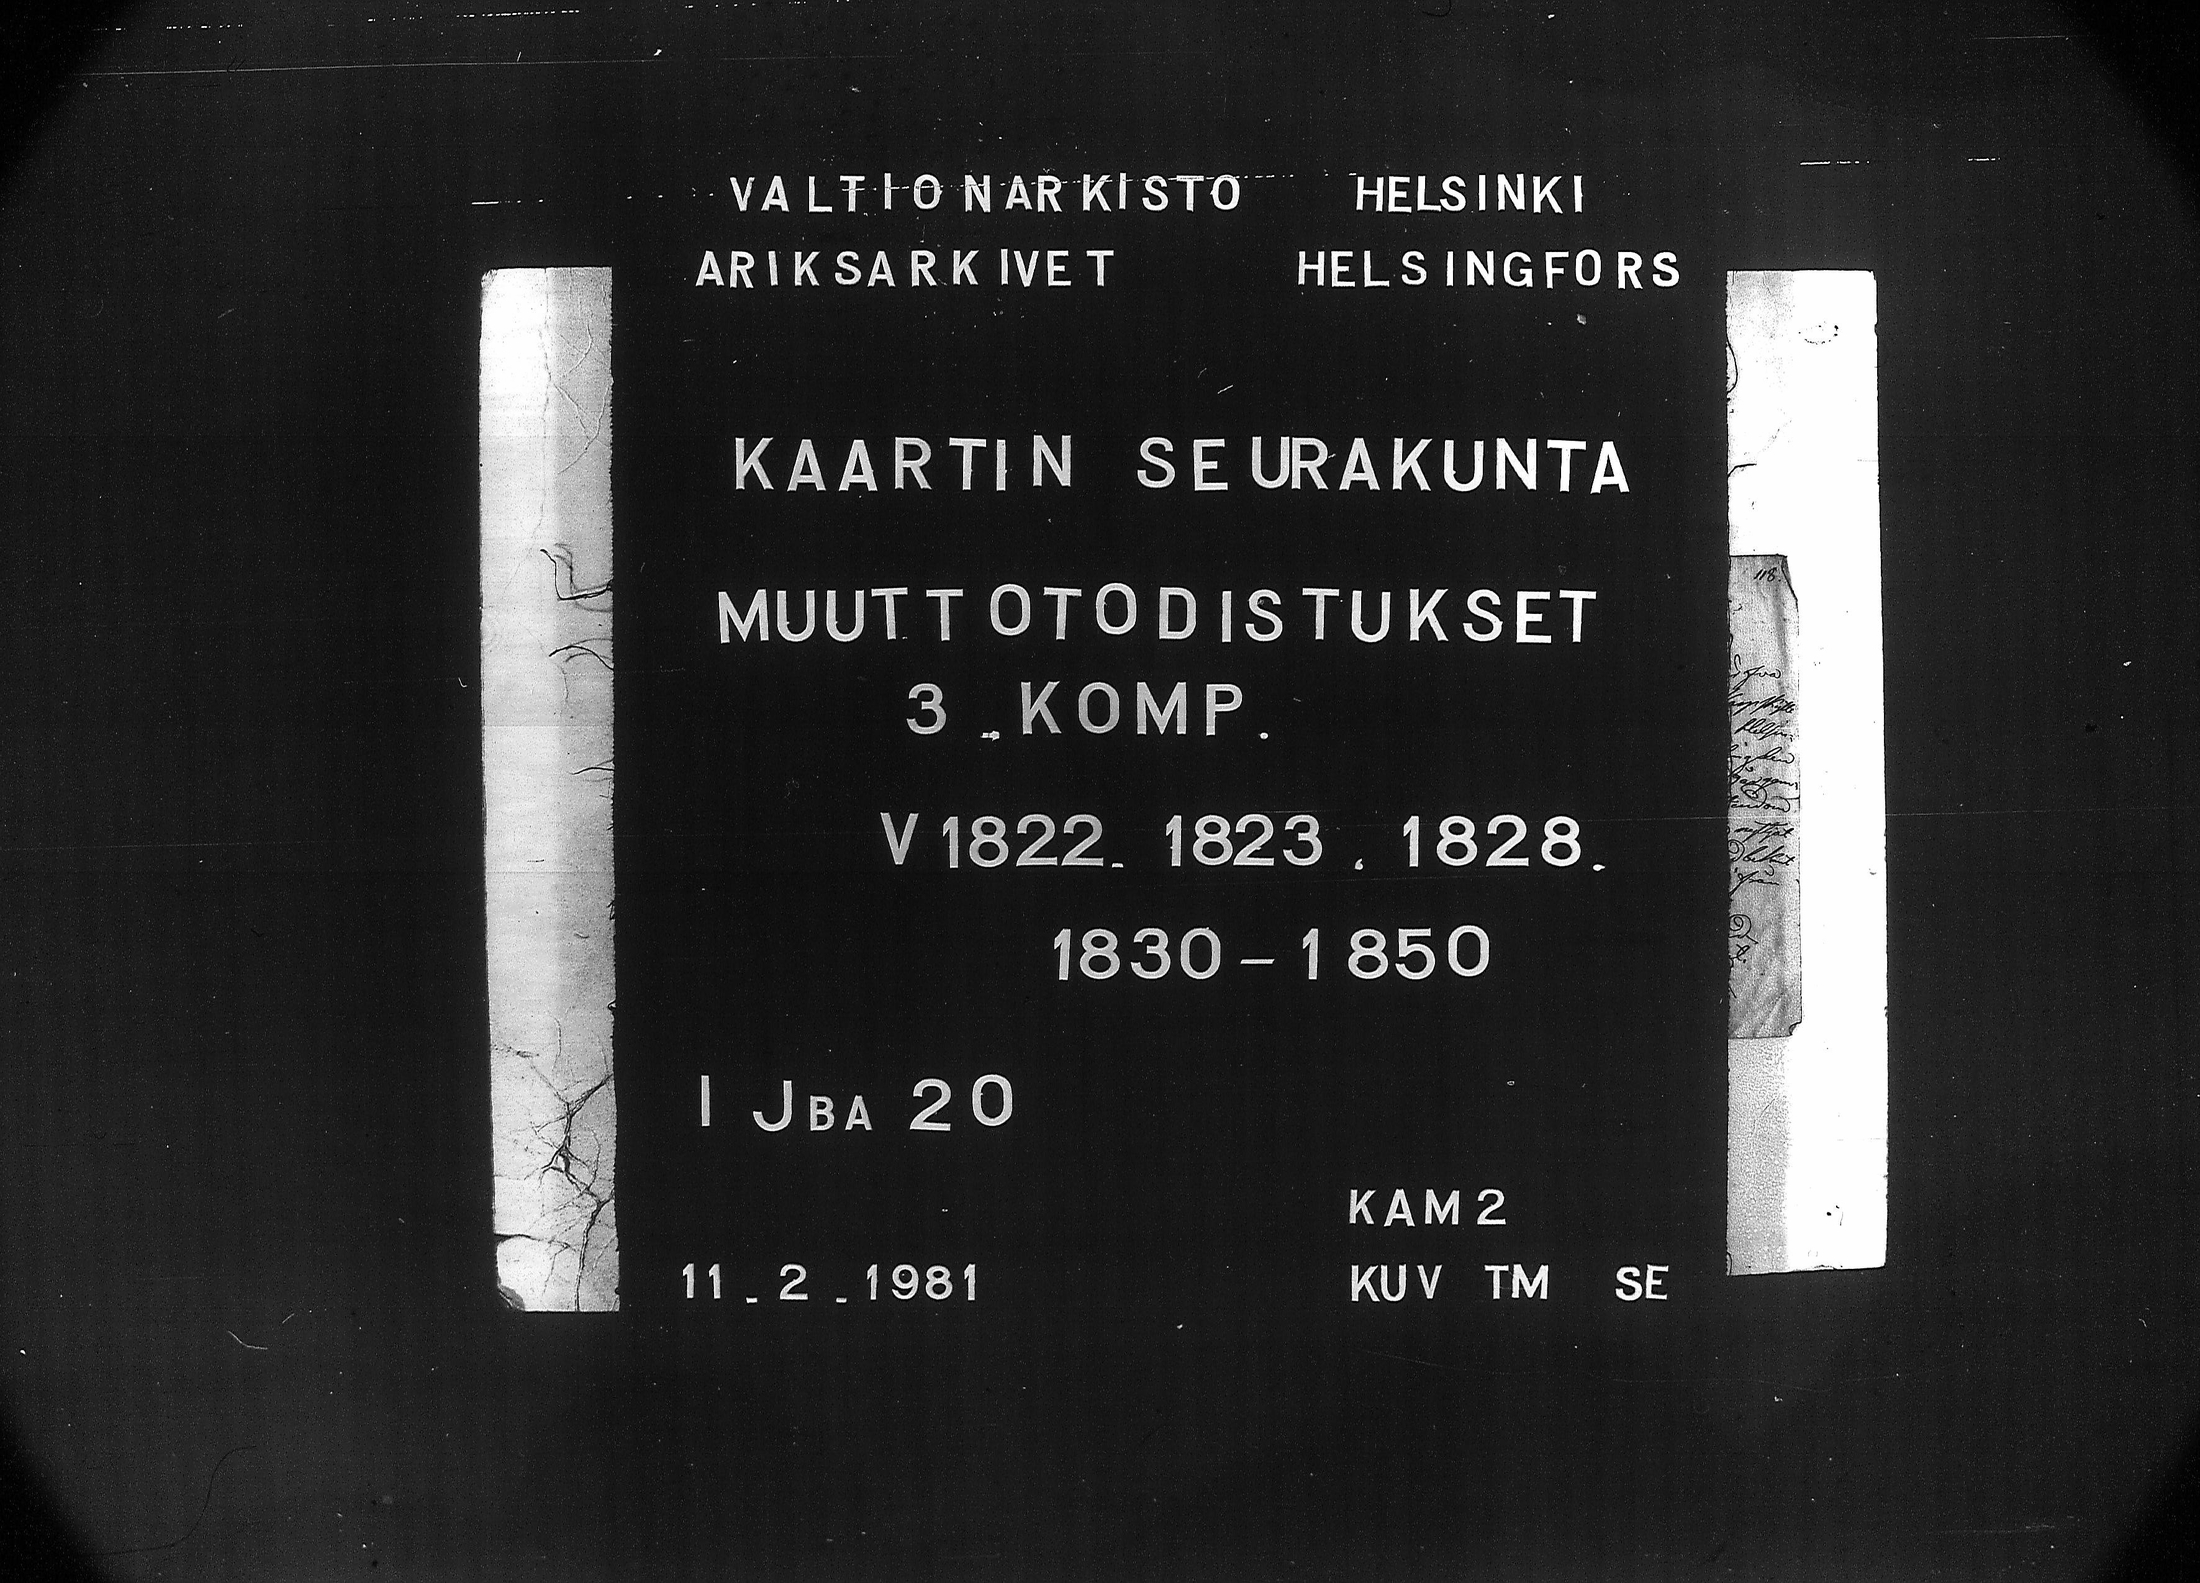 VALTIONARKISTO HELSINKI
ARIKSARKIVET HELSINGFORS
KAARTIN SEURAKUNTA
MUUTTOTODISTUKSET
3. KOMP.
V 1822. 1823. 1828.
1830-1850
I JBA 20
KAM 2
11.2.1981 KUV TM SE
118.